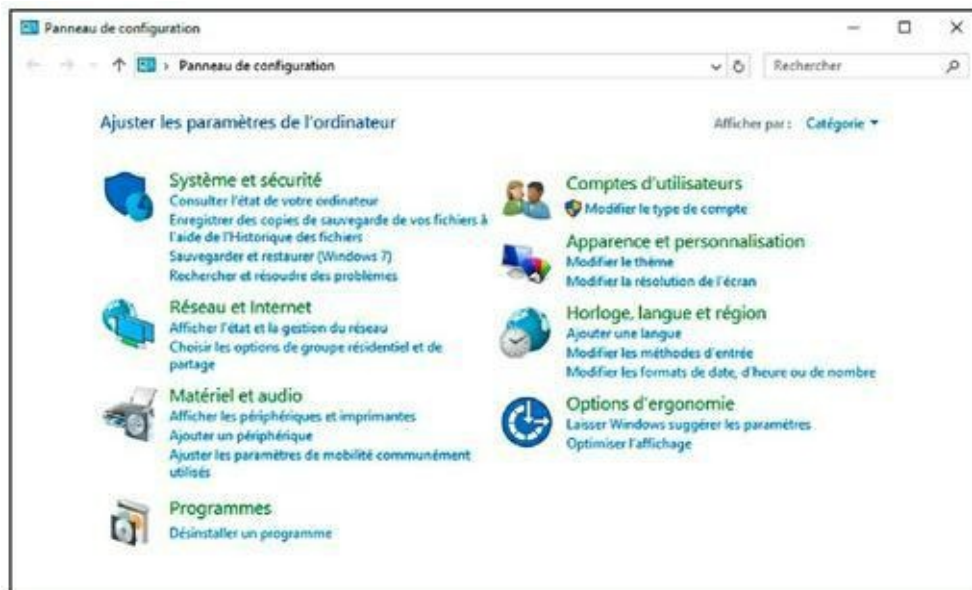 Panneau de configuration
Panneau de configuration
Rechercher
Ajuster les paramètres de l'ordinateur
Afficher par : Catégorie
Système et sécurité
Consulter l'état de votre ordinateur
Enregistrer des copies de sauvegarde de vos fichiers à
l'aide de l'Historique des fichiers
Sauvegarder et restaurer (Windows 7)
Rechercher et résoudre des problèmes
Réseau et Internet
Afficher l'état et la gestion du réseau
Choisir les options de groupe résidentiel et de
partage
Matériel et audio
Afficher les périphériques et imprimantes
Ajouter un périphérique
Ajuster les paramètres de mobilité communément
utilisés
Programmes
Désinstaller un programme
Comptes d'utilisateurs
Modifier le type de compte
Apparence et personnalisation
Modifier le thème
Modifier la résolution de l'écran
Horloge, langue et région
Ajouter une langue
Modifier les méthodes d'entrée
Modifier les formats de date, d'heure ou de nombre
Options d'ergonomie
Laisser Windows suggérer les paramètres
Optimiser l'affichage